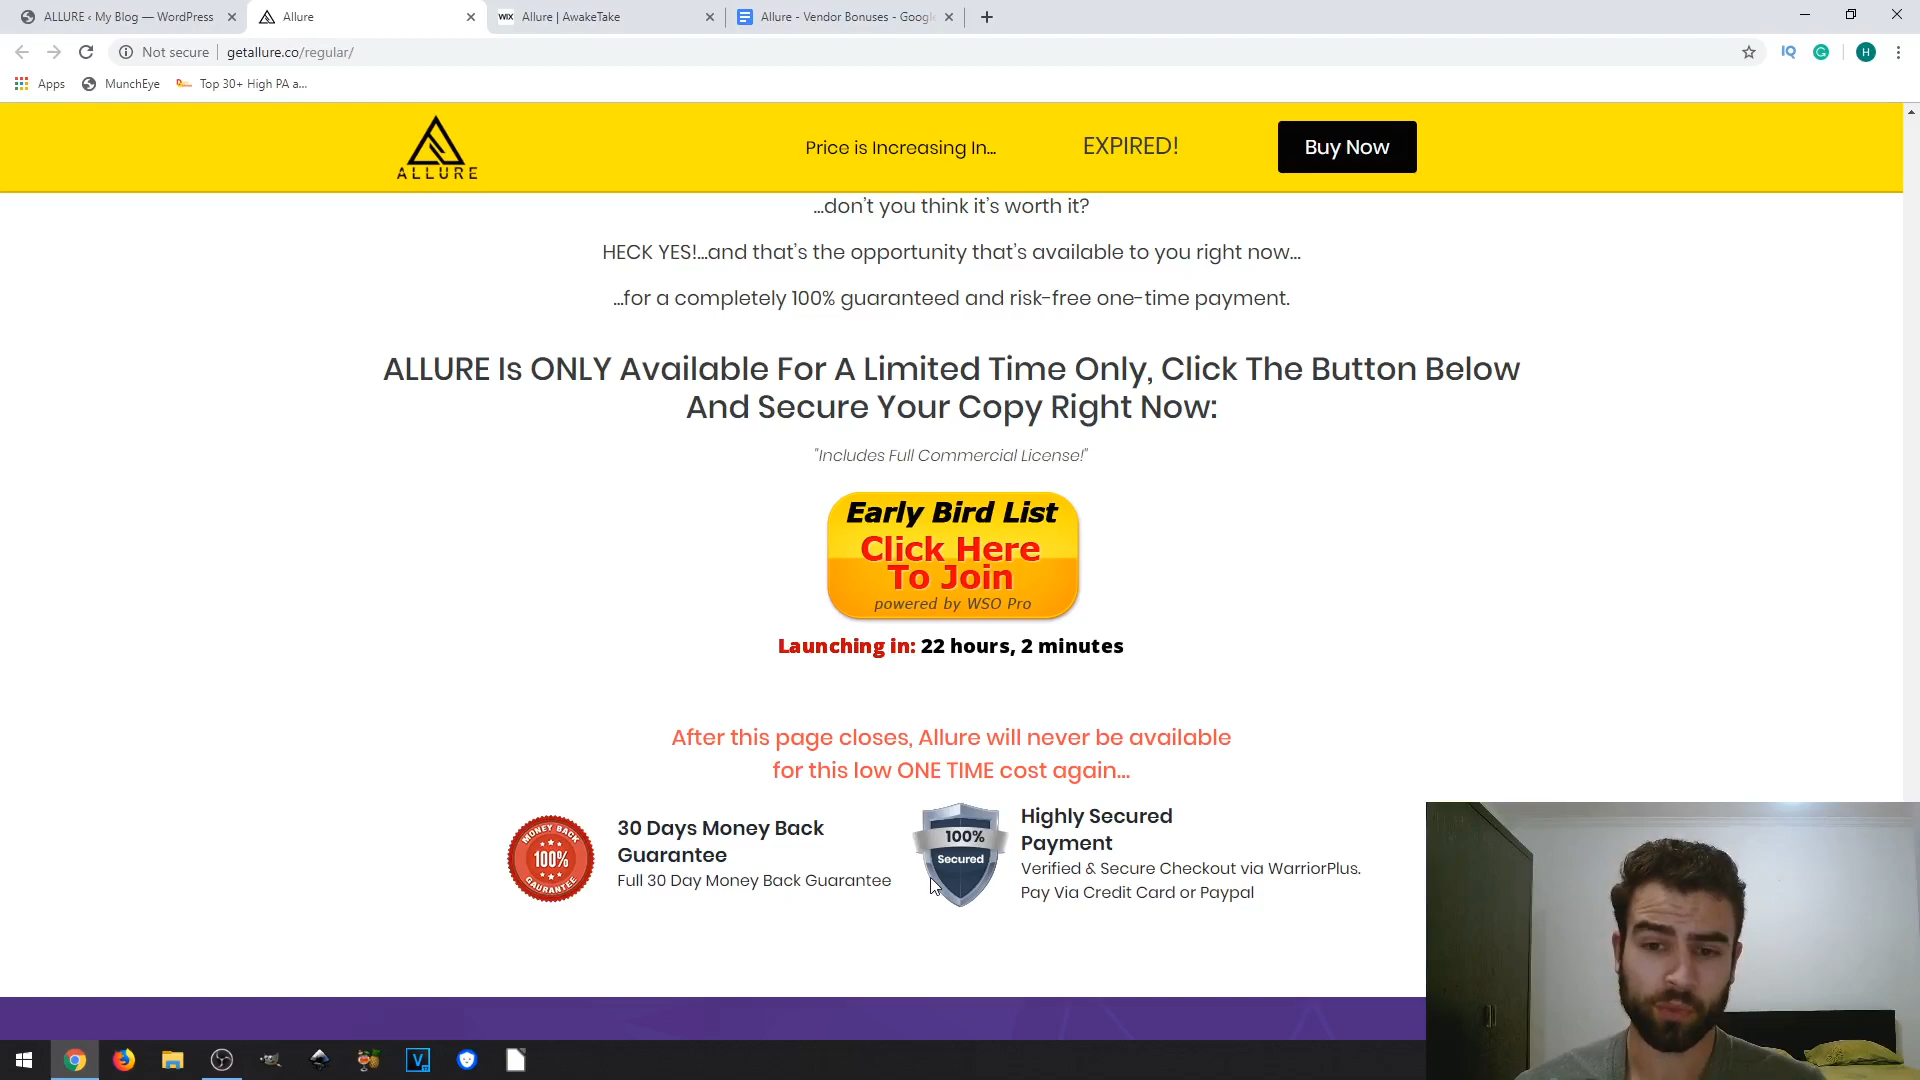 ALLURE ‹ My Blog — WordPress
Allure
WIX Allure | AwakeTake
Allure - Vendor Bonuses - Google
Not secure getallure.co/regular/
IQ
G
H
Apps MunchEye Top 30+ High PA a...
ALLURE
Price is Increasing In...
EXPIRED!
Buy Now
...don't you think it's worth it?
HECK YES!...and that's the opportunity that's available to you right now...
...for a completely 100% guaranteed and risk-free one-time payment.
ALLURE Is ONLY Available For A Limited Time Only, Click The Button Below
And Secure Your Copy Right Now:
"Includes Full Commercial License!"
Early Bird List
Click Here
To Join
powered by WSO Pro
Launching in: 22 hours, 2 minutes
After this page closes, Allure will never be available
for this low ONE TIME cost again...
MONEY BACK
100%
GAURANTEE
30 Days Money Back
Guarantee
Full 30 Day Money Back Guarantee
100%
Secured
Highly Secured
Payment
Verified & Secure Checkout via WarriorPlus.
Pay Via Credit Card or Paypal
V